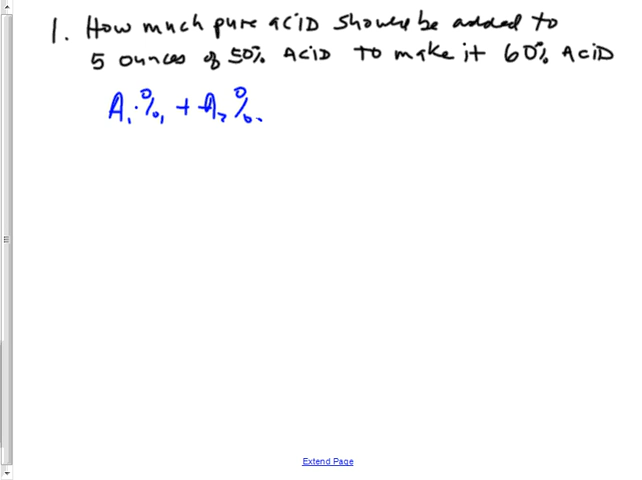 1. How much pure acid should be added to
5 ounces of 50% Acid to make it 60% Acid
A₁·%₁ + A₂%₂
Extend Page